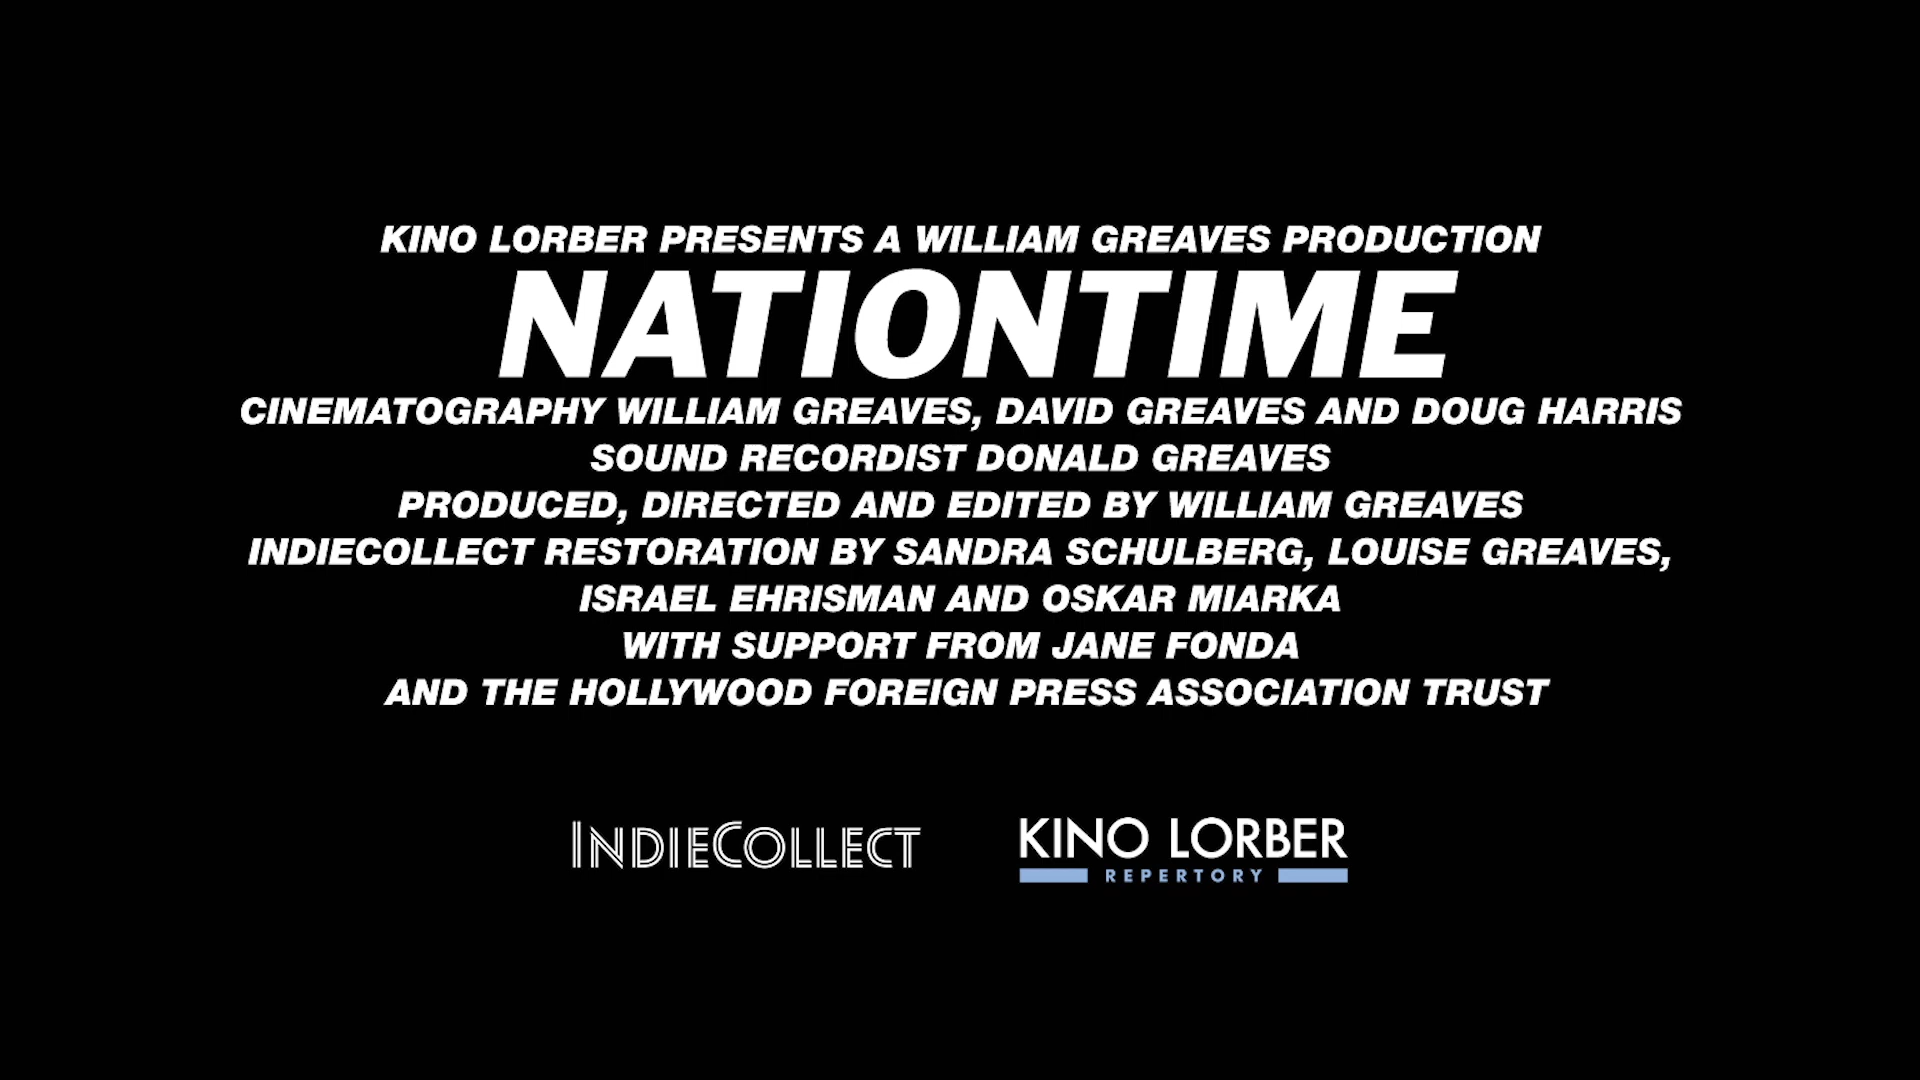 KINO LORBER PRESENTS A WILLIAM GREAVES PRODUCTION
NATIONTIME
CINEMATOGRAPHY WILLIAM GREAVES, DAVID GREAVES AND DOUG HARRIS
SOUND RECORDIST DONALD GREAVES
PRODUCED, DIRECTED AND EDITED BY WILLIAM GREAVES
INDIECOLLECT RESTORATION BY SANDRA SCHULBERG, LOUISE GREAVES,
ISRAEL EHRISMAN AND OSKAR MIARKA
WITH SUPPORT FROM JANE FONDA
AND THE HOLLYWOOD FOREIGN PRESS ASSOCIATION TRUST
INDIECOLLECT
KINO LORBER
REPERTORY